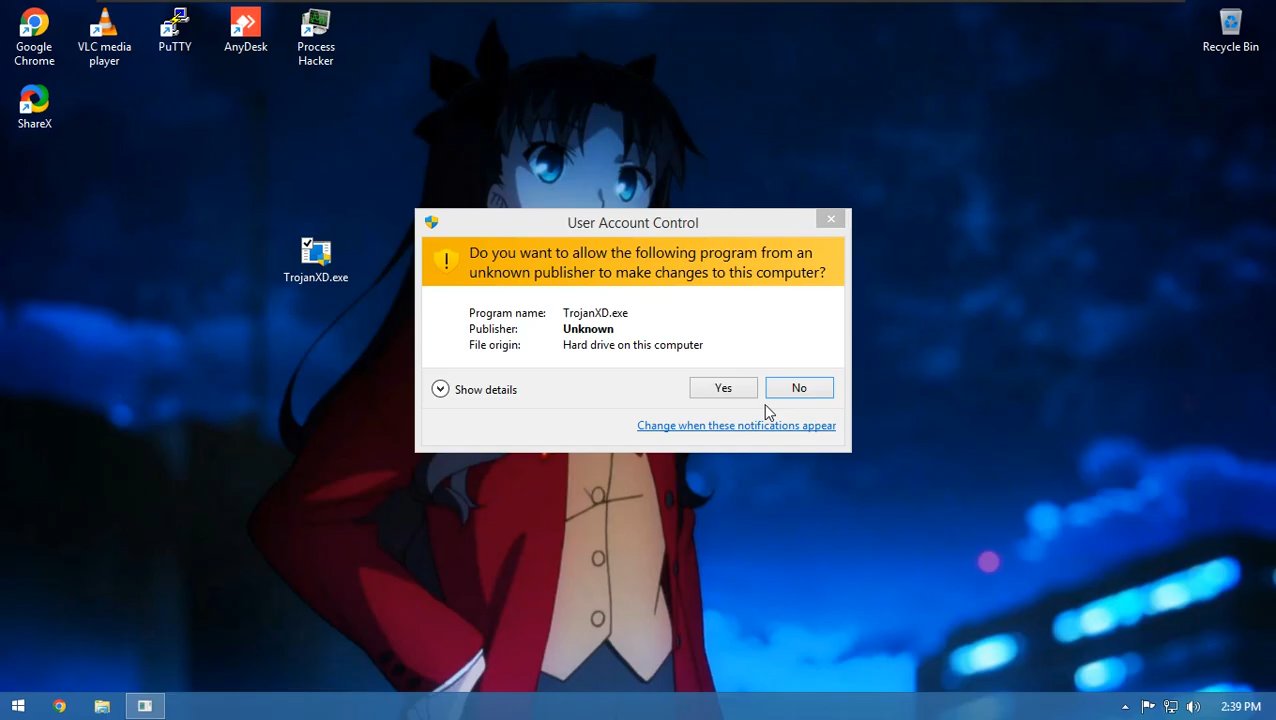 Google
Chrome
VLC media
player
PuTTY
AnyDesk
Process
Hacker
Recycle Bin
ShareX
TrojanXD.exe
User Account Control
Do you want to allow the following program from an
unknown publisher to make changes to this computer?
Program name: TrojanXD.exe
Publisher: Unknown
File origin: Hard drive on this computer
Show details
Yes
No
Change when these notifications appear
2:39 PM